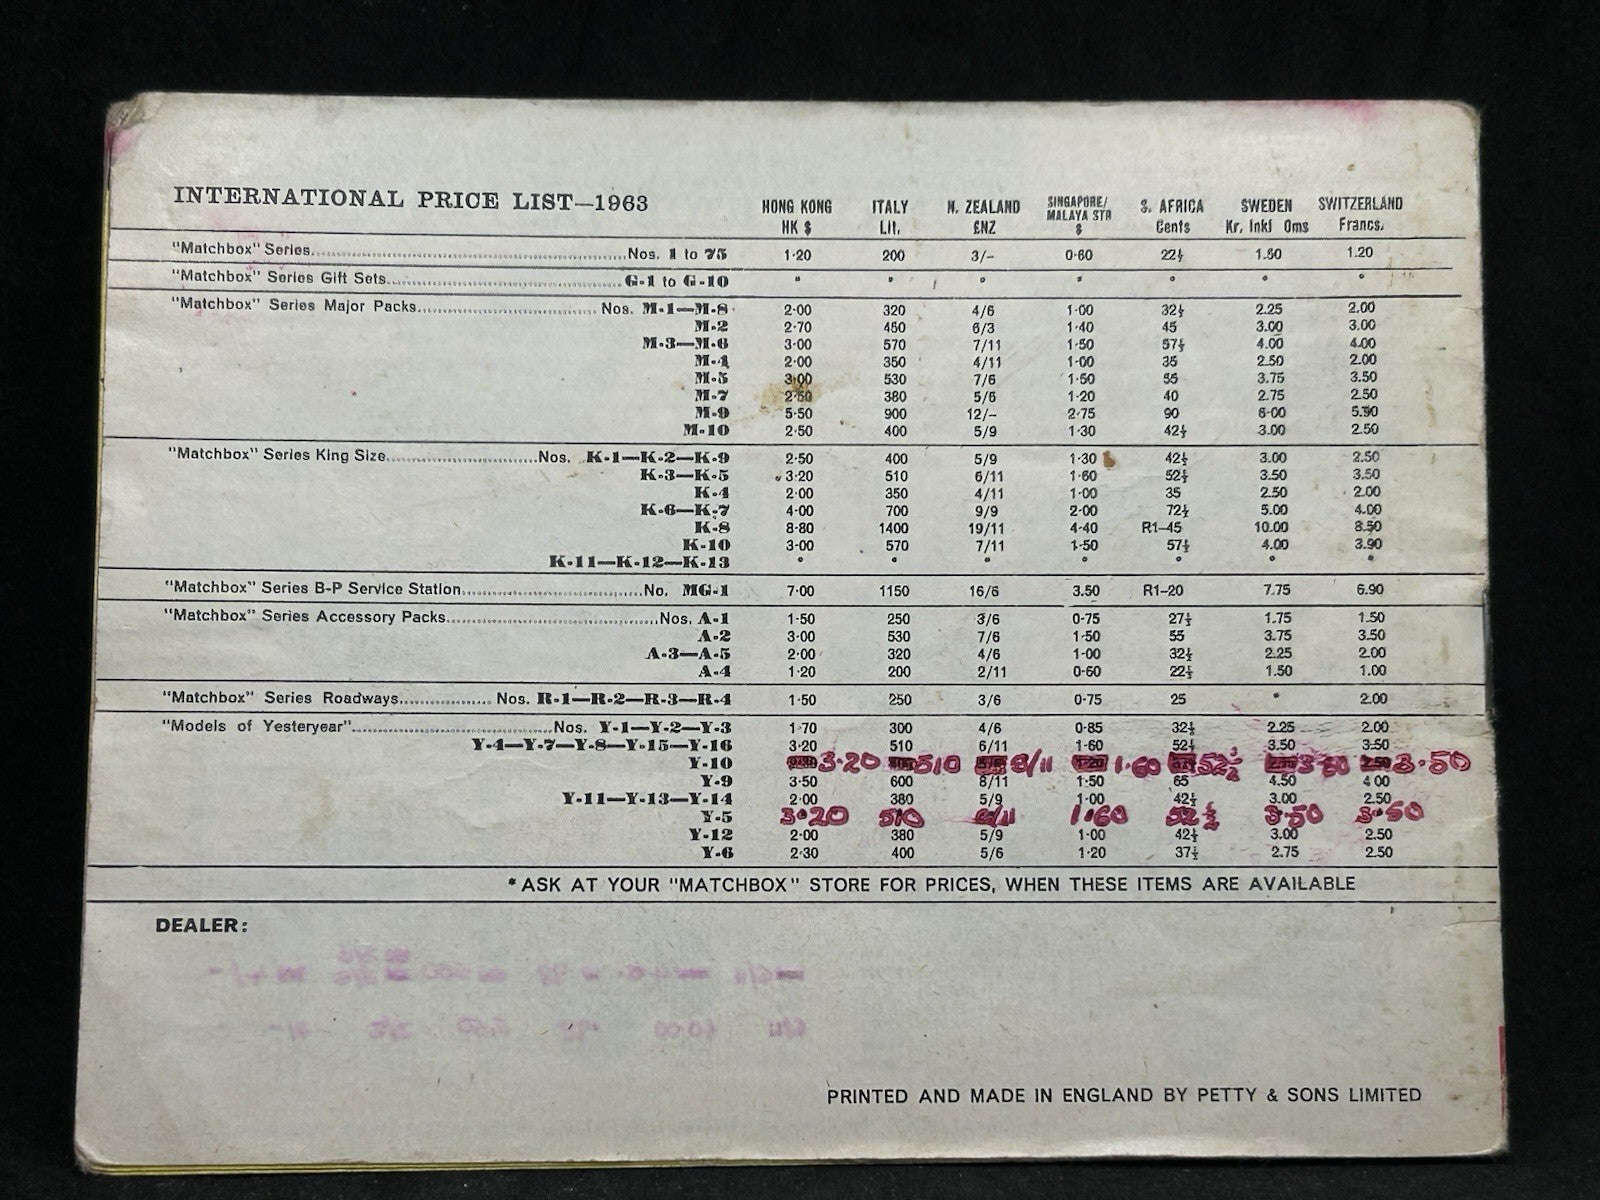 INTERNATIONAL PRICE LIST—1963
HONG KONG HK $ ITALY Lit. N. ZEALAND £NZ SINGAPORE/ MALAYA STR $ S. AFRICA Cents SWEDEN Kr. Inkl Oms SWITZERLAND Francs.
"Matchbox" Series Nos. 1 to 75 1·20 200 3/– 0·60 22½ 1.50 1.20
"Matchbox" Series Gift Sets G-1 to G-10 * * * * * * *
"Matchbox" Series Major Packs Nos. M-1—M-8 2·00 320 4/6 1·00 32½ 2.25 2.00
M-2 2·70 450 6/3 1·40 45 3.00 3.00
M-3—M-6 3·00 570 7/11 1·50 57½ 4.00 4.00
M-4 2·00 350 4/11 1·00 35 2.50 2.00
M-5 3·00 530 7/6 1·50 55 3.75 3.50
M-7 2·50 380 5/6 1·20 40 2.75 2.50
M-9 5·50 900 12/– 2·75 90 6·00 5.90
M-10 2·50 400 5/9 1·30 42½ 3.00 2.50
"Matchbox" Series King Size Nos. K-1—K-2—K-9 2·50 400 5/9 1·30 42½ 3.00 2.50
K-3—K-5 3·20 510 6/11 1·60 52½ 3.50 3.50
K-4 2·00 350 4/11 1·00 35 2.50 2.00
K-6—K-7 4·00 700 9/9 2·00 72½ 5.00 4.00
K-8 8·80 1400 19/11 4·40 R1–45 10.00 8.50
K-10 3·00 570 7/11 1·50 57½ 4.00 3.90
K-11—K-12—K-13 * * * * * * *
"Matchbox" Series B-P Service Station No. MG-1 7·00 1150 16/6 3.50 R1–20 7.75 6.90
"Matchbox" Series Accessory Packs Nos. A-1 1·50 250 3/6 0·75 27½ 1.75 1.50
A-2 3·00 530 7/6 1·50 55 3.75 3.50
A-3—A-5 2·00 320 4/6 1·00 32½ 2.25 2.00
A-4 1·20 200 2/11 0·60 22½ 1.50 1.00
"Matchbox" Series Roadways Nos. R-1—R-2—R-3—R-4 1·50 250 3/6 0·75 25 * 2.00
"Models of Yesteryear" Nos. Y-1—Y-2—Y-3 1·70 300 4/6 0·85 32½ 2.25 2.00
Y-4—Y-7—Y-8—Y-15—Y-16 3·20 510 6/11 1·60 52½ 3.50 3·50
Y-10 3·20 510 6/11 1·60 52½ 3·50 3·50
Y-9 3·50 600 8/11 1·50 65 4.50 4 00
Y-11—Y-13—Y-14 2·00 380 5/9 1·00 42½ 3.00 2.50
Y-5 3·20 510 6/11 1·60 52½ 3·50 3·50
Y-12 2·00 380 5/9 1·00 42½ 3.00 2.50
Y-6 2·30 400 5/6 1·20 37½ 2.75 2.50
*ASK AT YOUR "MATCHBOX" STORE FOR PRICES, WHEN THESE ITEMS ARE AVAILABLE
DEALER:
PRINTED AND MADE IN ENGLAND BY PETTY & SONS LIMITED